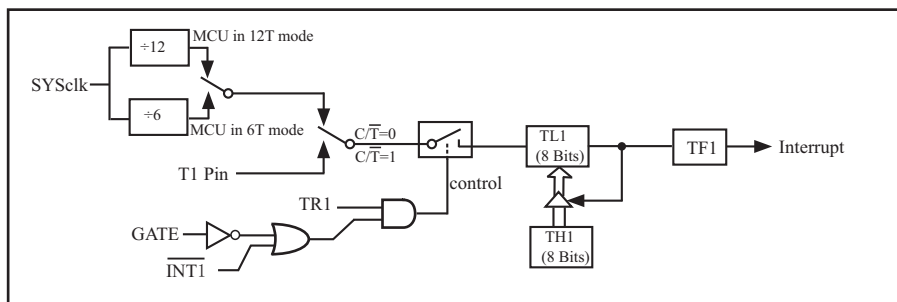 MCU in 12T mode
÷12
SYSclk
÷6
MCU in 6T mode
C/T̅=0
C/T̅=1
T1 Pin
TL1
(8 Bits)
TF1
Interrupt
control
TR1
GATE
I̅N̅T̅1̅
TH1
(8 Bits)